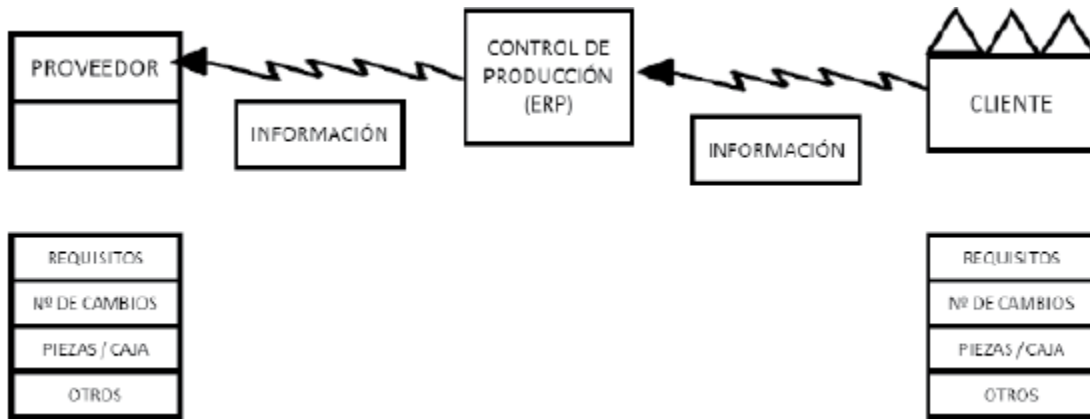 PROVEEDOR
CONTROL DE
PRODUCCIÓN
(ERP)
CLIENTE
INFORMACIÓN
INFORMACIÓN
REQUISITOS
Nº DE CAMBIOS
PIEZAS / CAJA
OTROS
REQUISITOS
Nº DE CAMBIOS
PIEZAS / CAJA
OTROS